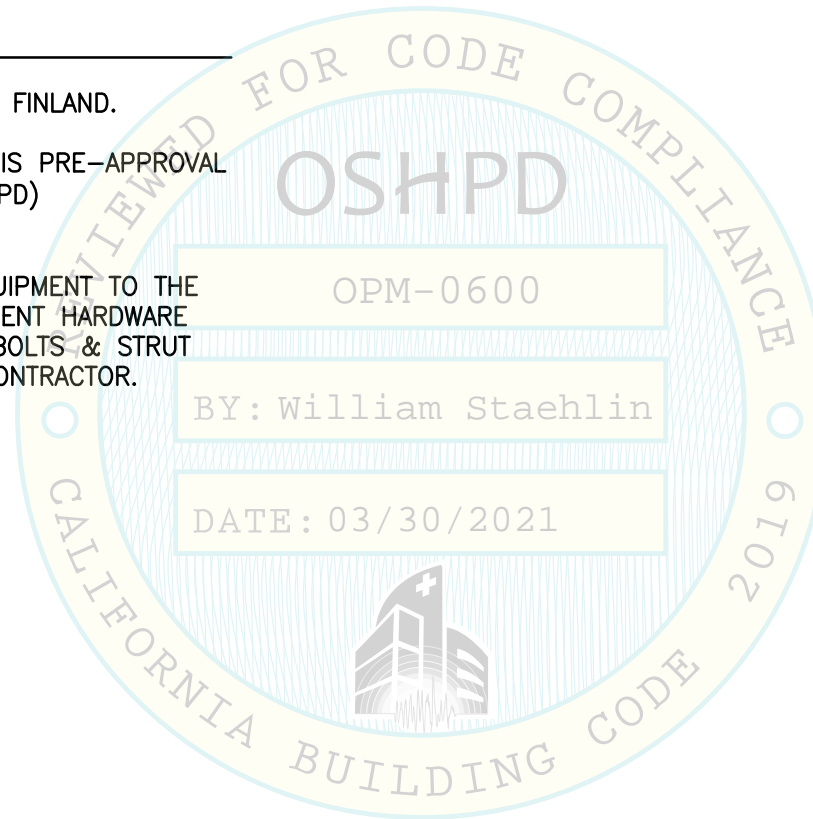 FINLAND.
IS PRE-APPROVAL
PD)
UIPMENT TO THE
ENT HARDWARE
BOLTS & STRUT
ONTRACTOR.
REVIEWED FOR CODE COMPLIANCE
OSHPD
OPM-0600
BY: William Staehlin
DATE: 03/30/2021
CALIFORNIA BUILDING CODE 2019